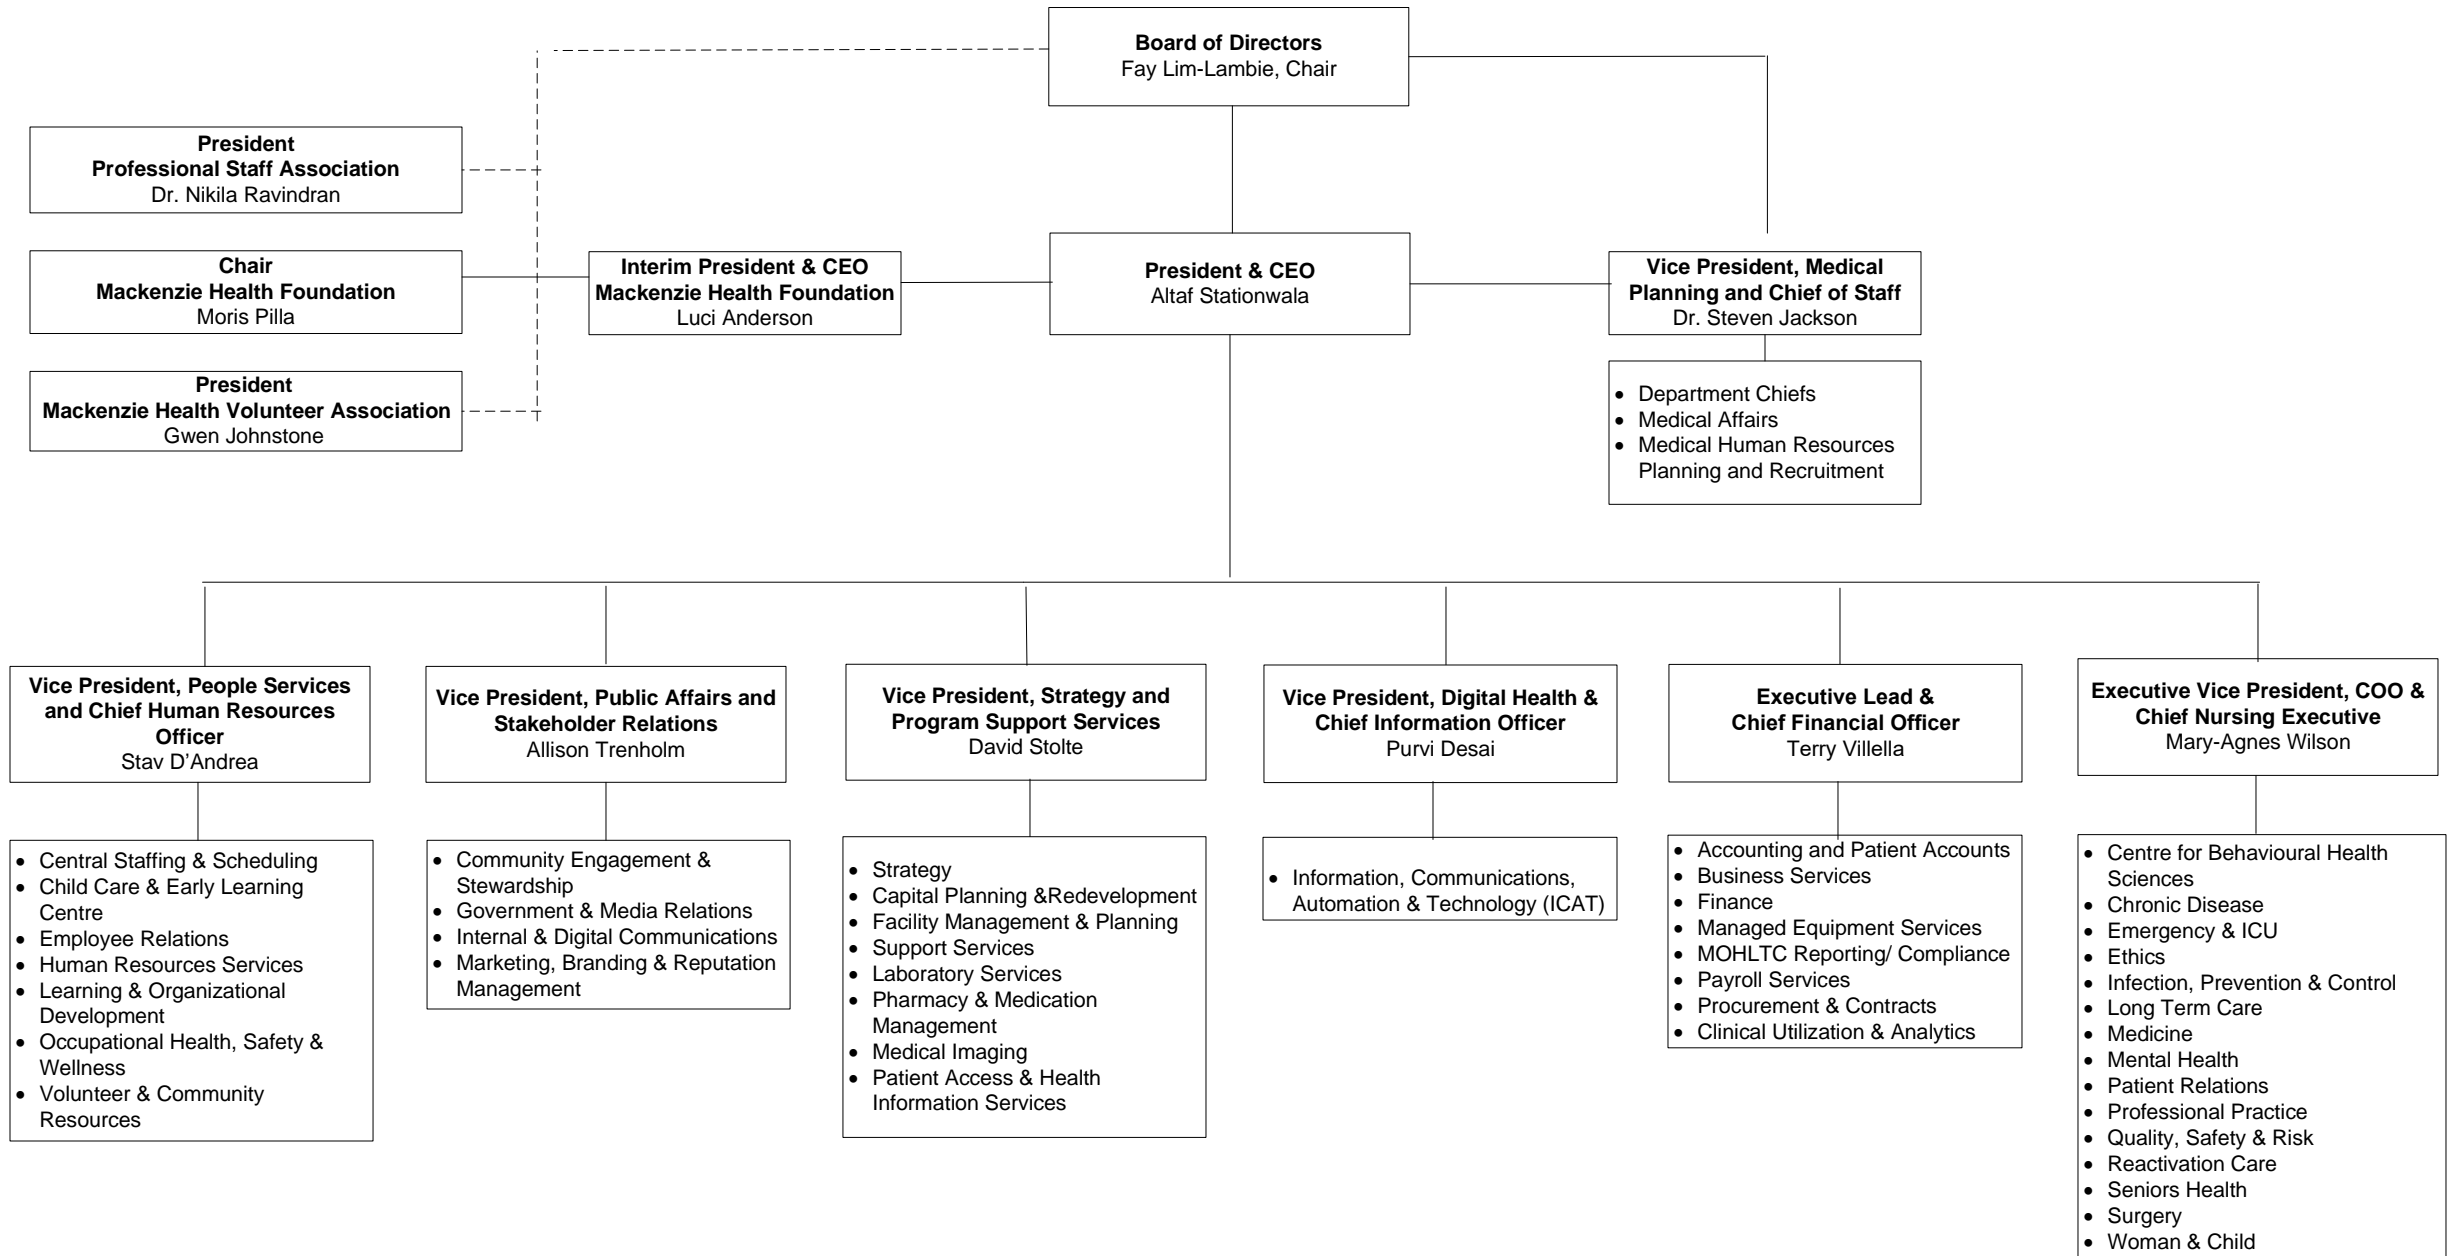 Board of Directors
Fay Lim-Lambie, Chair
President
Professional Staff Association
Dr. Nikila Ravindran
Chair
Mackenzie Health Foundation
Moris Pilla
Interim President & CEO
Mackenzie Health Foundation
Luci Anderson
President & CEO
Altaf Stationwala
Vice President, Medical
Planning and Chief of Staff
Dr. Steven Jackson
President
Mackenzie Health Volunteer Association
Gwen Johnstone
• Department Chiefs
• Medical Affairs
• Medical Human Resources
Planning and Recruitment
Vice President, People Services
and Chief Human Resources
Officer
Stav D’Andrea
• Central Staffing & Scheduling
• Child Care & Early Learning
Centre
• Employee Relations
• Human Resources Services
• Learning & Organizational
Development
• Occupational Health, Safety &
Wellness
• Volunteer & Community
Resources
Vice President, Public Affairs and
Stakeholder Relations
Allison Trenholm
• Community Engagement &
Stewardship
• Government & Media Relations
• Internal & Digital Communications
• Marketing, Branding & Reputation
Management
Vice President, Strategy and
Program Support Services
David Stolte
• Strategy
• Capital Planning &Redevelopment
• Facility Management & Planning
• Support Services
• Laboratory Services
• Pharmacy & Medication
Management
• Medical Imaging
• Patient Access & Health
Information Services
Vice President, Digital Health &
Chief Information Officer
Purvi Desai
• Information, Communications,
Automation & Technology (ICAT)
Executive Lead &
Chief Financial Officer
Terry Villella
• Accounting and Patient Accounts
• Business Services
• Finance
• Managed Equipment Services
• MOHLTC Reporting/ Compliance
• Payroll Services
• Procurement & Contracts
• Clinical Utilization & Analytics
Executive Vice President, COO &
Chief Nursing Executive
Mary-Agnes Wilson
• Centre for Behavioural Health
Sciences
• Chronic Disease
• Emergency & ICU
• Ethics
• Infection, Prevention & Control
• Long Term Care
• Medicine
• Mental Health
• Patient Relations
• Professional Practice
• Quality, Safety & Risk
• Reactivation Care
• Seniors Health
• Surgery
• Woman & Child